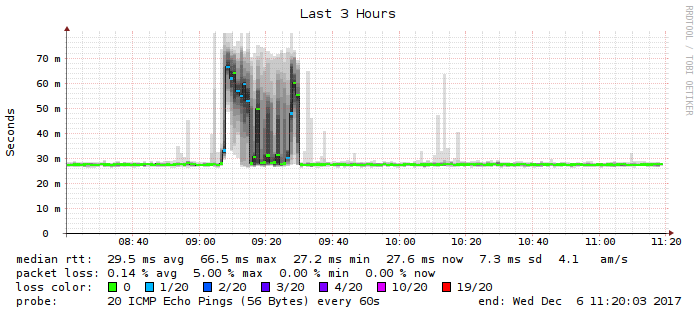 Last 3 Hours
RRDTOOL / TOBI OETIKER
Seconds
70 m
60 m
50 m
40 m
30 m
20 m
10 m
0
08:40 09:00 09:20 09:40 10:00 10:20 10:40 11:00 11:20
median rtt: 29.5 ms avg 66.5 ms max 27.2 ms min 27.6 ms now 7.3 ms sd 4.1 am/s
packet loss: 0.14 % avg 5.00 % max 0.00 % min 0.00 % now
loss color: 0 1/20 2/20 3/20 4/20 10/20 19/20
probe: 20 ICMP Echo Pings (56 Bytes) every 60s end: Wed Dec 6 11:20:03 2017